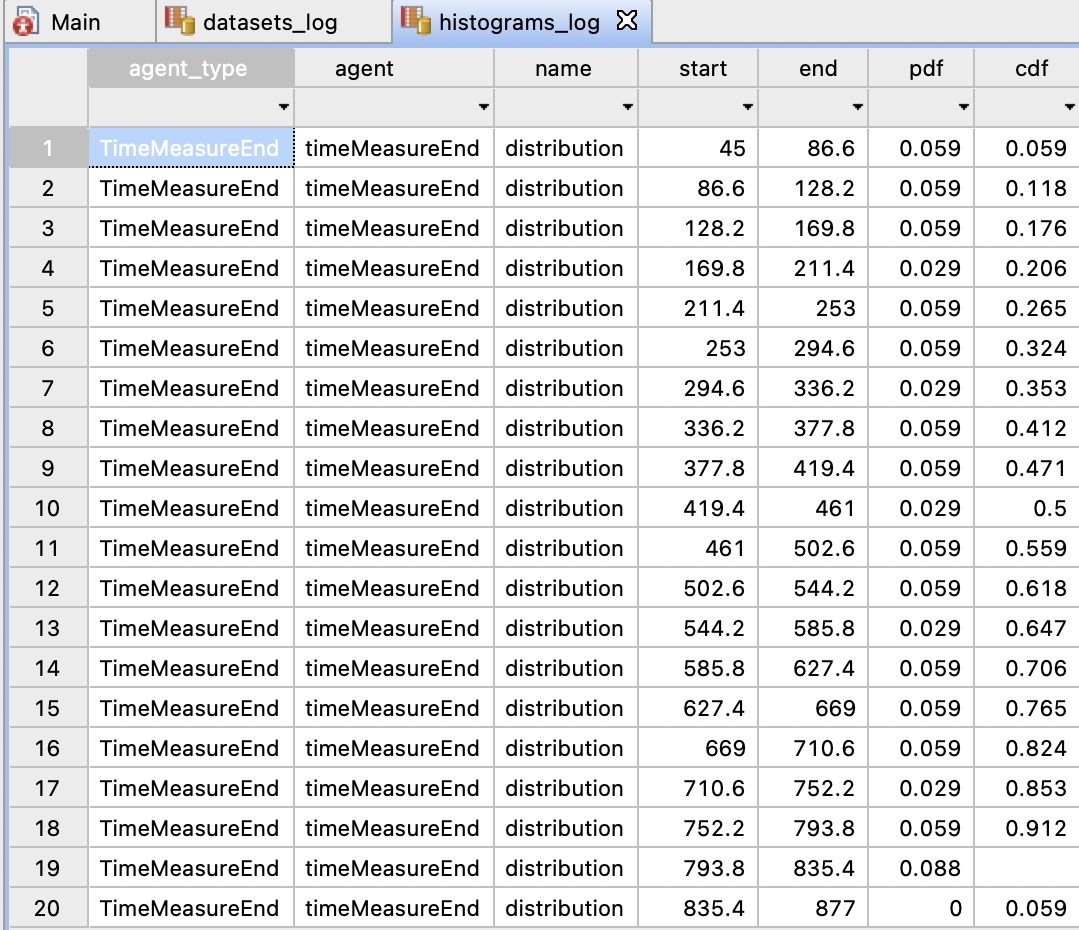 Main datasets_log histograms_log
agent_type agent name start end pdf cdf
1 TimeMeasureEnd timeMeasureEnd distribution 45 86.6 0.059 0.059
2 TimeMeasureEnd timeMeasureEnd distribution 86.6 128.2 0.059 0.118
3 TimeMeasureEnd timeMeasureEnd distribution 128.2 169.8 0.059 0.176
4 TimeMeasureEnd timeMeasureEnd distribution 169.8 211.4 0.029 0.206
5 TimeMeasureEnd timeMeasureEnd distribution 211.4 253 0.059 0.265
6 TimeMeasureEnd timeMeasureEnd distribution 253 294.6 0.059 0.324
7 TimeMeasureEnd timeMeasureEnd distribution 294.6 336.2 0.029 0.353
8 TimeMeasureEnd timeMeasureEnd distribution 336.2 377.8 0.059 0.412
9 TimeMeasureEnd timeMeasureEnd distribution 377.8 419.4 0.059 0.471
10 TimeMeasureEnd timeMeasureEnd distribution 419.4 461 0.029 0.5
11 TimeMeasureEnd timeMeasureEnd distribution 461 502.6 0.059 0.559
12 TimeMeasureEnd timeMeasureEnd distribution 502.6 544.2 0.059 0.618
13 TimeMeasureEnd timeMeasureEnd distribution 544.2 585.8 0.029 0.647
14 TimeMeasureEnd timeMeasureEnd distribution 585.8 627.4 0.059 0.706
15 TimeMeasureEnd timeMeasureEnd distribution 627.4 669 0.059 0.765
16 TimeMeasureEnd timeMeasureEnd distribution 669 710.6 0.059 0.824
17 TimeMeasureEnd timeMeasureEnd distribution 710.6 752.2 0.029 0.853
18 TimeMeasureEnd timeMeasureEnd distribution 752.2 793.8 0.059 0.912
19 TimeMeasureEnd timeMeasureEnd distribution 793.8 835.4 0.088
20 TimeMeasureEnd timeMeasureEnd distribution 835.4 877 0 0.059